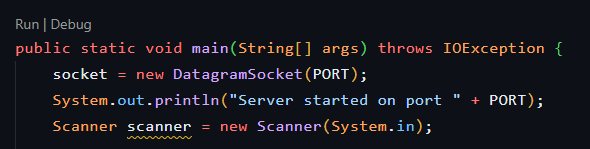 Run | Debug
public static void main(String[] args) throws IOException {
socket = new DatagramSocket(PORT);
System.out.println("Server started on port " + PORT);
Scanner scanner = new Scanner(System.in);